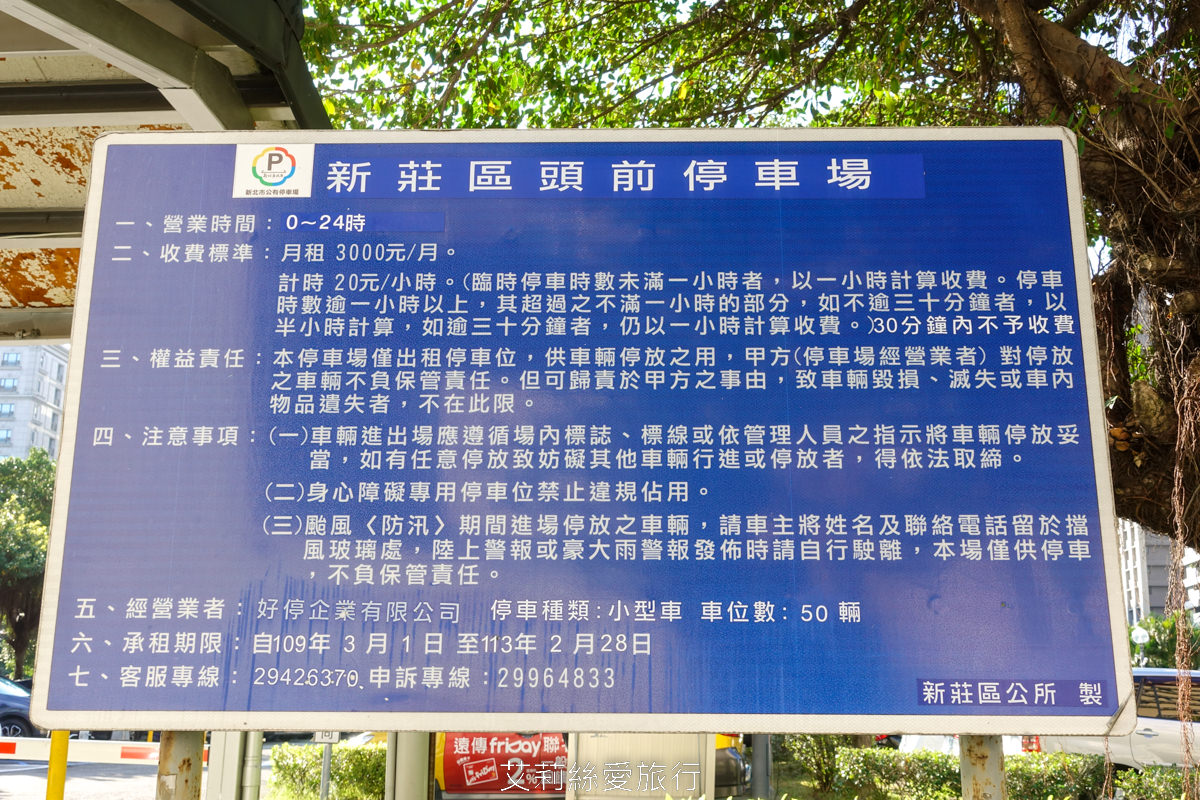 P
新北市公有停車場
新莊區頭前停車場
一、營業時間：0～24時
二、收費標準：月租 3000元/月。
計時 20元/小時。(臨時停車時數未滿一小時者，以一小時計算收費。停車
時數逾一小時以上，其超過之不滿一小時的部分，如不逾三十分鐘者，以
半小時計算，如逾三十分鐘者，仍以一小時計算收費。)30分鐘內不予收費
三、權益責任：本停車場僅出租停車位，供車輛停放之用，甲方(停車場經營業者) 對停放
之車輛不負保管責任。但可歸責於甲方之事由，致車輛毀損、滅失或車內
物品遺失者，不在此限。
四、注意事項：(一)車輛進出場應遵循場內標誌、標線或依管理人員之指示將車輛停放妥
當，如有任意停放致妨礙其他車輛行進或停放者，得依法取締。
(二)身心障礙專用停車位禁止違規佔用。
(三)颱風〈防汛〉期間進場停放之車輛，請車主將姓名及聯絡電話留於擋
風玻璃處，陸上警報或豪大雨警報發佈時請自行駛離，本場僅供停車
，不負保管責任。
五、經營業者：好停企業有限公司 停車種類：小型車 車位數：50 輛
六、承租期限：自109年 3 月 1 日 至113年 2 月28日
七、客服專線：29426370、申訴專線：29964833
新莊區公所 製
遠傳friDay聯
艾莉絲愛旅行